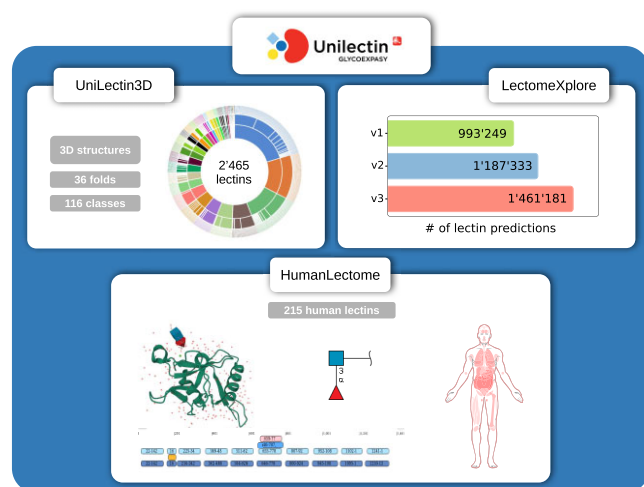 Unilectin
GLYCOEXPASY
UniLectin3D
3D structures
36 folds
116 classes
2'465
lectins
LectomeXplore
v1
993'249
v2
1'187'333
v3
1'461'181
# of lectin predictions
HumanLectome
215 human lectins
3
α